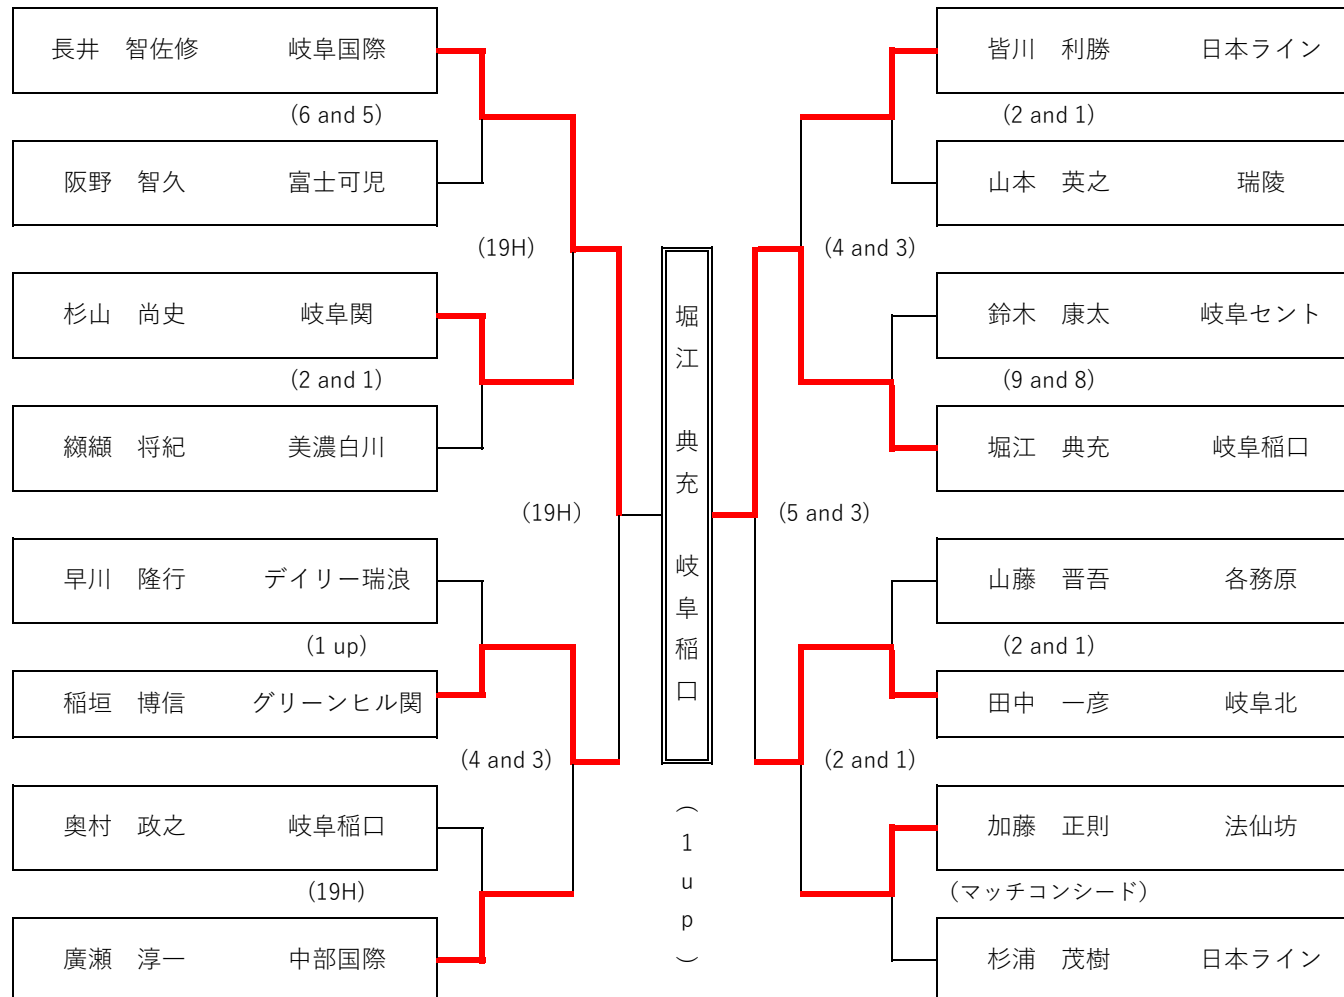 長井　智佐修　岐阜国際
(6 and 5)
阪野　智久　富士可児
(19H)
杉山　尚史　岐阜関
(2 and 1)
纐纈　将紀　美濃白川
(19H)
早川　隆行　デイリー瑞浪
(1 up)
稲垣　博信　グリーンヒル関
(4 and 3)
奥村　政之　岐阜稲口
(19H)
廣瀬　淳一　中部国際
堀江　典充　岐阜稲口
(1up)
皆川　利勝　日本ライン
(2 and 1)
山本　英之　瑞陵
(4 and 3)
鈴木　康太　岐阜セント
(9 and 8)
堀江　典充　岐阜稲口
(5 and 3)
山藤　晋吾　各務原
(2 and 1)
田中　一彦　岐阜北
(2 and 1)
加藤　正則　法仙坊
（マッチコンシード）
杉浦　茂樹　日本ライン